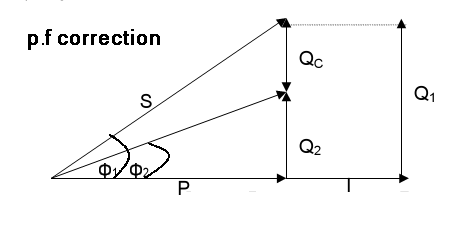 p.f correction
Q_C
S
Q_1
Q_2
Φ_1 Φ_2
P
I